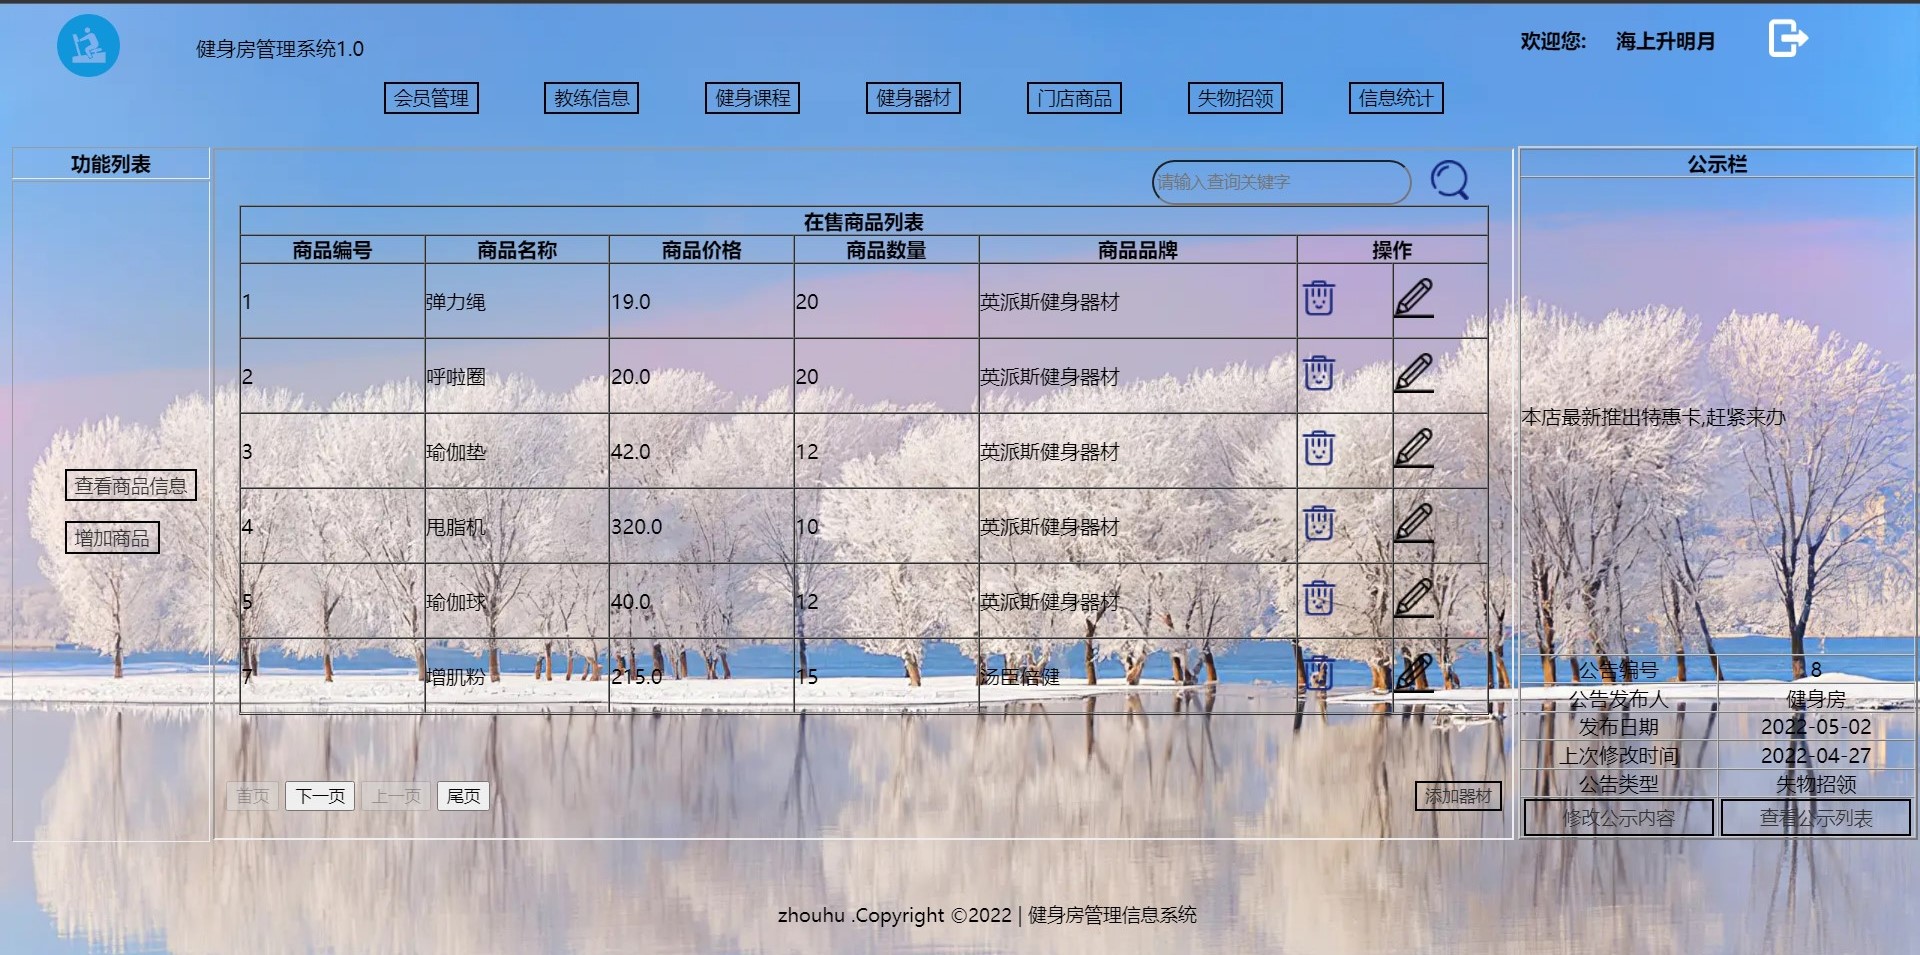 健身房管理系统1.0
欢迎您: 海上升明月
会员管理 教练信息 健身课程 健身器材 门店商品 失物招领 信息统计
功能列表
查看商品信息
增加商品
请输入查询关键字
在售商品列表
商品编号 商品名称 商品价格 商品数量 商品品牌 操作
1 弹力绳 19.0 20 英派斯健身器材
2 呼啦圈 20.0 20 英派斯健身器材
3 瑜伽垫 42.0 12 英派斯健身器材
4 甩脂机 320.0 10 英派斯健身器材
5 瑜伽球 40.0 12 英派斯健身器材
7 增肌粉 215.0 15 汤臣倍健
首页 下一页 上一页 尾页
添加器材
公示栏
本店最新推出特惠卡,赶紧来办
公告编号 8
公告发布人 健身房
发布日期 2022-05-02
上次修改时间 2022-04-27
公告类型 失物招领
修改公示内容 查看公示列表
zhouhu .Copyright ©2022 | 健身房管理信息系统